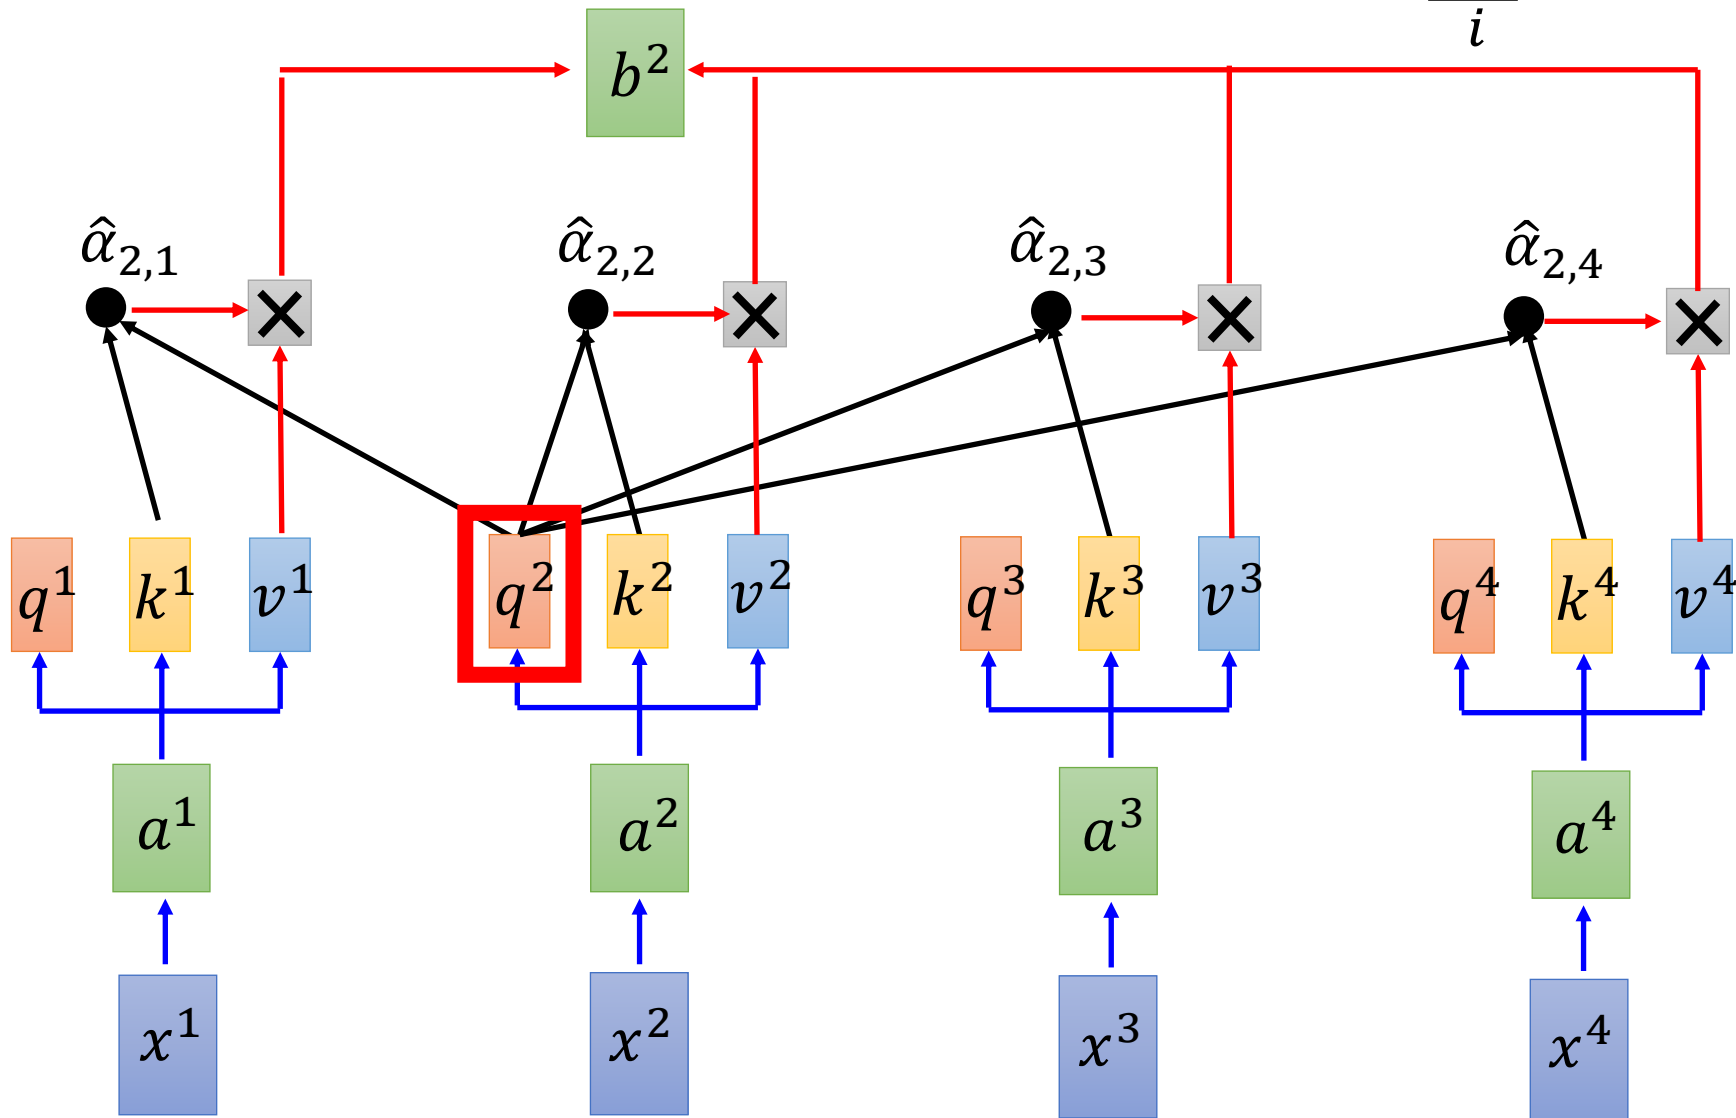 i
b²
α̂₂,₁ α̂₂,₂ α̂₂,₃ α̂₂,₄
q¹ k¹ v¹ q² k² v² q³ k³ v³ q⁴ k⁴ v⁴
a¹ a² a³ a⁴
x¹ x² x³ x⁴